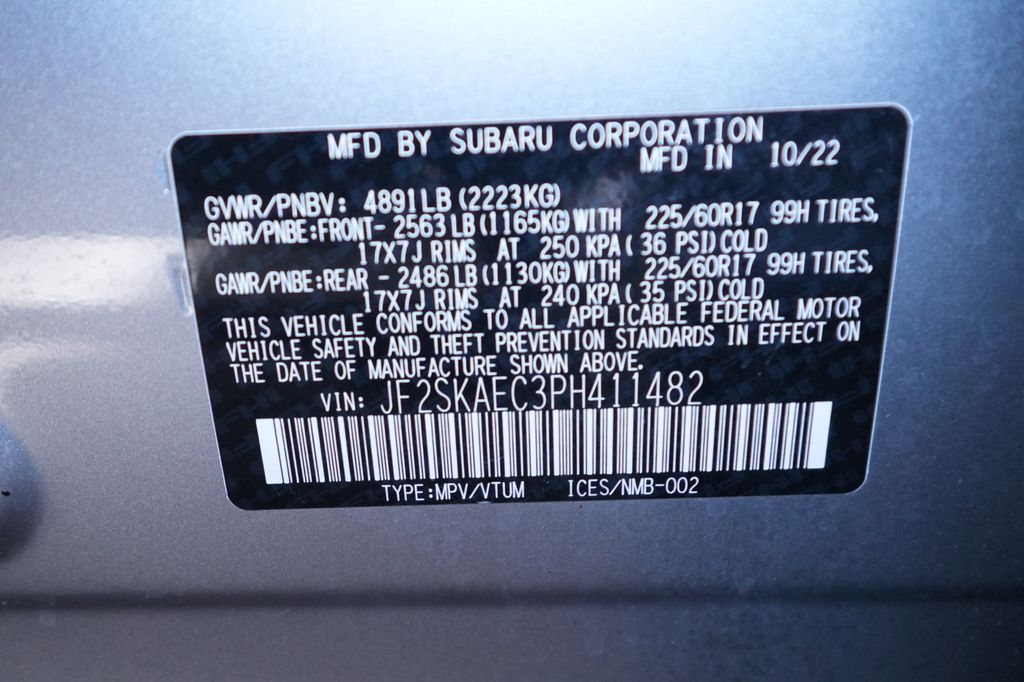 MFD BY SUBARU CORPORATION
MFD IN 10/22
GVWR/PNBV: 4891LB (2223KG)
GAWR/PNBE:FRONT- 2563LB(1165KG)WITH 225/60R17 99H TIRES,
17X7J RIMS AT 250 KPA( 36 PSI)COLD
GAWR/PNBE:REAR - 2486LB(1130KG)WITH 225/60R17 99H TIRES,
17X7J RIMS AT 240 KPA( 35 PSI)COLD
THIS VEHICLE CONFORMS TO ALL APPLICABLE FEDERAL MOTOR
VEHICLE SAFETY AND THEFT PREVENTION STANDARDS IN EFFECT ON
THE DATE OF MANUFACTURE SHOWN ABOVE.
VIN: JF2SKAEC3PH411482
TYPE:MPV/VTUM ICES/NMB-002